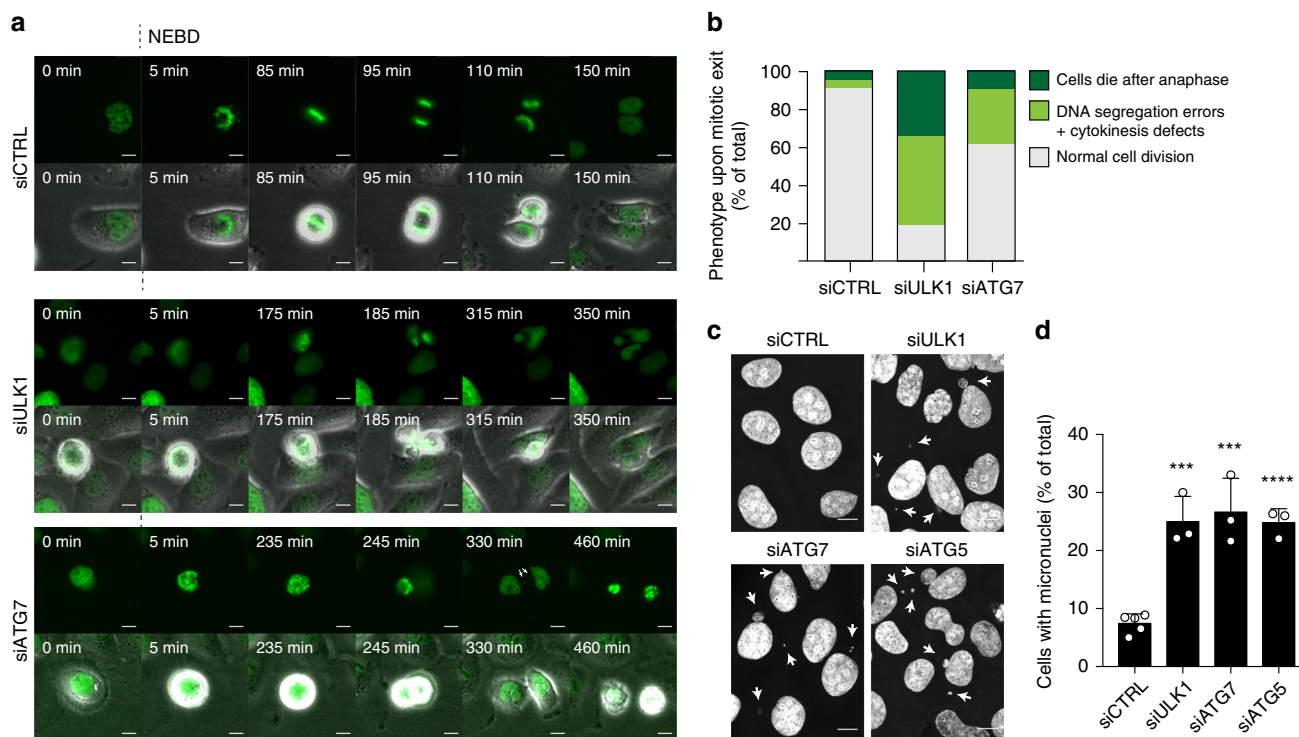 a
NEBD
siCTRL
0 min 5 min 85 min 95 min 110 min 150 min
0 min 5 min 85 min 95 min 110 min 150 min
siULK1
0 min 5 min 175 min 185 min 315 min 350 min
0 min 5 min 175 min 185 min 315 min 350 min
siATG7
0 min 5 min 235 min 245 min 330 min 460 min
0 min 5 min 235 min 245 min 330 min 460 min
b
Phenotype upon mitotic exit
(% of total)
100
80
60
40
20
siCTRL siULK1 siATG7
Cells die after anaphase
DNA segregation errors
+ cytokinesis defects
Normal cell division
c
siCTRL siULK1
siATG7 siATG5
d
Cells with micronuclei (% of total)
40
30
20
10
0
*** *** ****
siCTRL siULK1 siATG7 siATG5